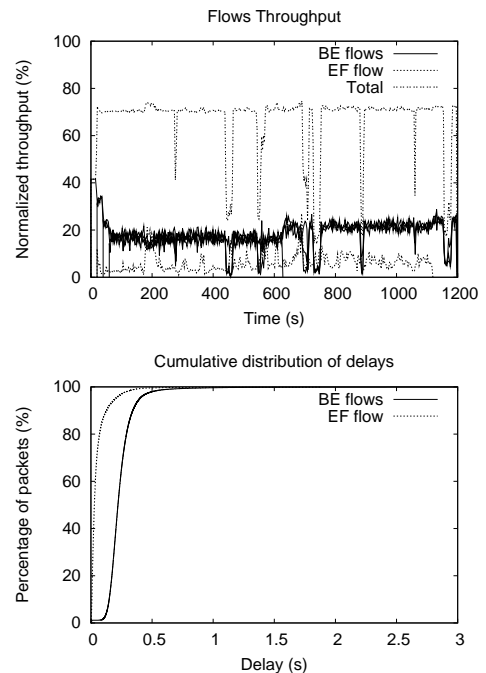 Flows Throughput
Normalized throughput (%)
100
80
60
40
20
0
BE flows
EF flow
Total
0 200 400 600 800 1000 1200
Time (s)
Cumulative distribution of delays
Percentage of packets (%)
100
80
60
40
20
0
BE flows
EF flow
0 0.5 1 1.5 2 2.5 3
Delay (s)